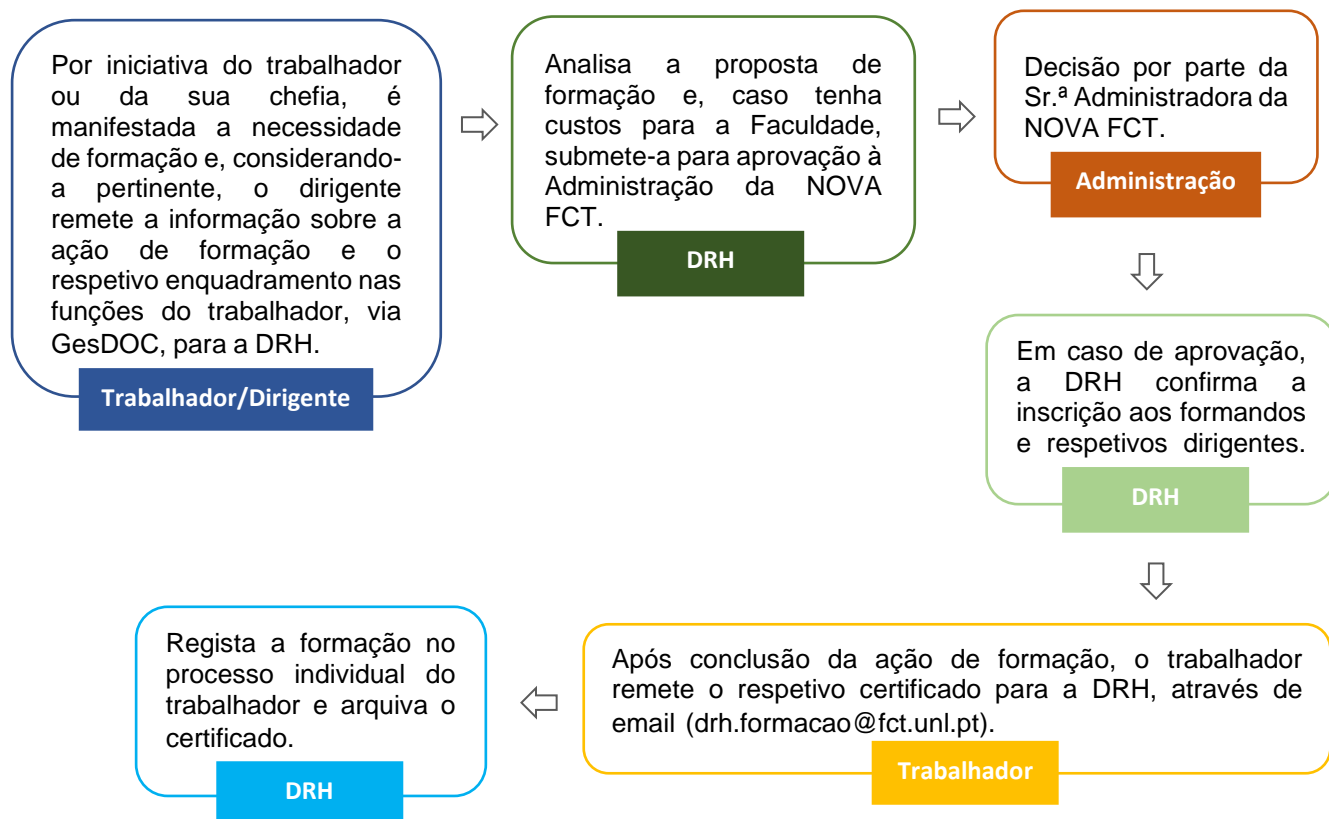 Por iniciativa do trabalhador
ou da sua chefia, é
manifestada a necessidade
de formação e, considerando-
a pertinente, o dirigente
remete a informação sobre a
ação de formação e o
respetivo enquadramento nas
funções do trabalhador, via
GesDOC, para a DRH.
Trabalhador/Dirigente
Analisa a proposta de
formação e, caso tenha
custos para a Faculdade,
submete-a para aprovação à
Administração da NOVA
FCT.
DRH
Decisão por parte da
Sr.ª Administradora da
NOVA FCT.
Administração
Em caso de aprovação,
a DRH confirma a
inscrição aos formandos
e respetivos dirigentes.
DRH
Após conclusão da ação de formação, o trabalhador
remete o respetivo certificado para a DRH, através de
email (drh.formacao@fct.unl.pt).
Trabalhador
Regista a formação no
processo individual do
trabalhador e arquiva o
certificado.
DRH